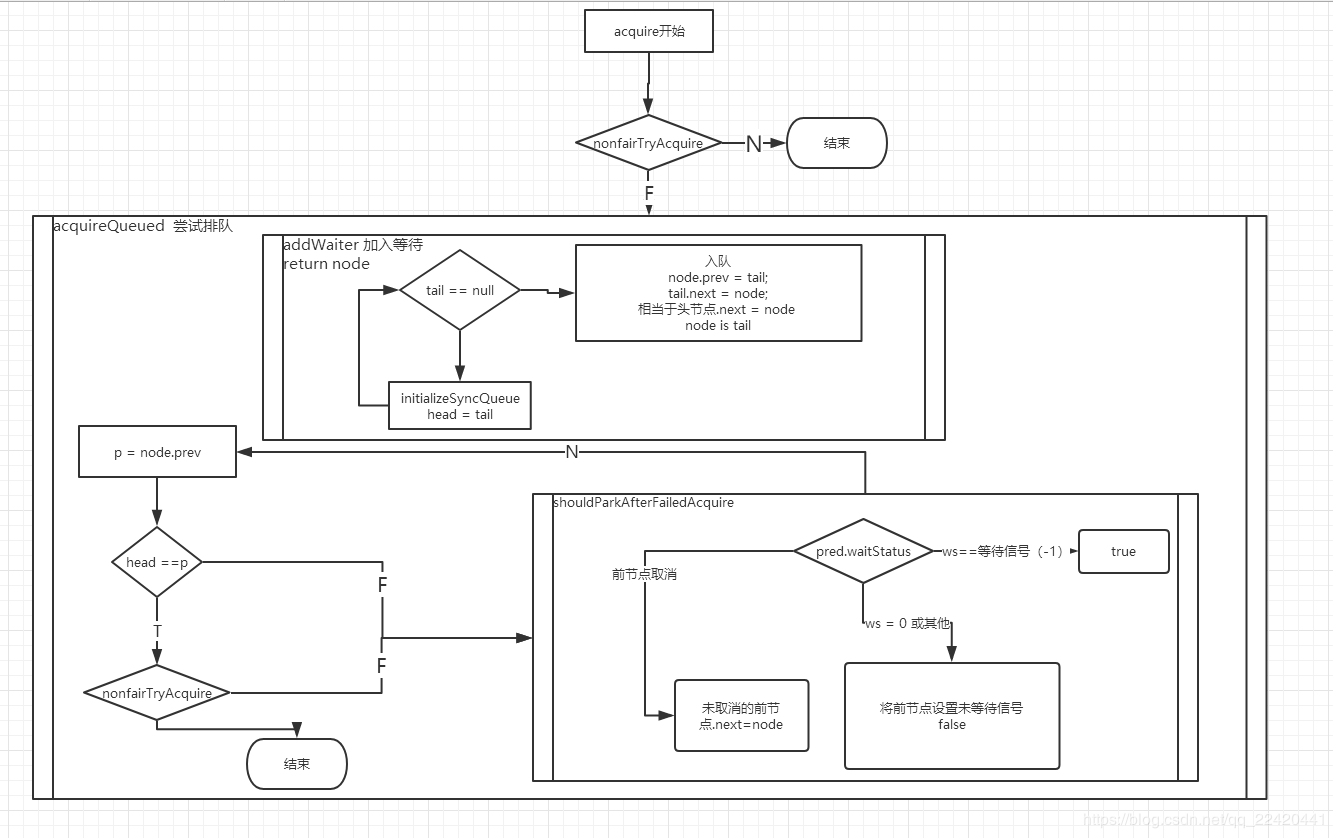 acquire开始
nonfairTryAcquire
N
结束
F
acquireQueued 尝试排队
addWaiter 加入等待
return node
tail == null
入队
node.prev = tail;
tail.next = node;
相当于头节点.next = node
node is tail
initializeSyncQueue
head = tail
p = node.prev
N
shouldParkAfterFailedAcquire
pred.waitStatus
ws==等待信号（-1）
true
head ==p
F
前节点取消
ws = 0 或其他
T
F
nonfairTryAcquire
未取消的前节
点.next=node
将前节点设置未等待信号
false
结束
https://blog.csdn.net/qq_22420441